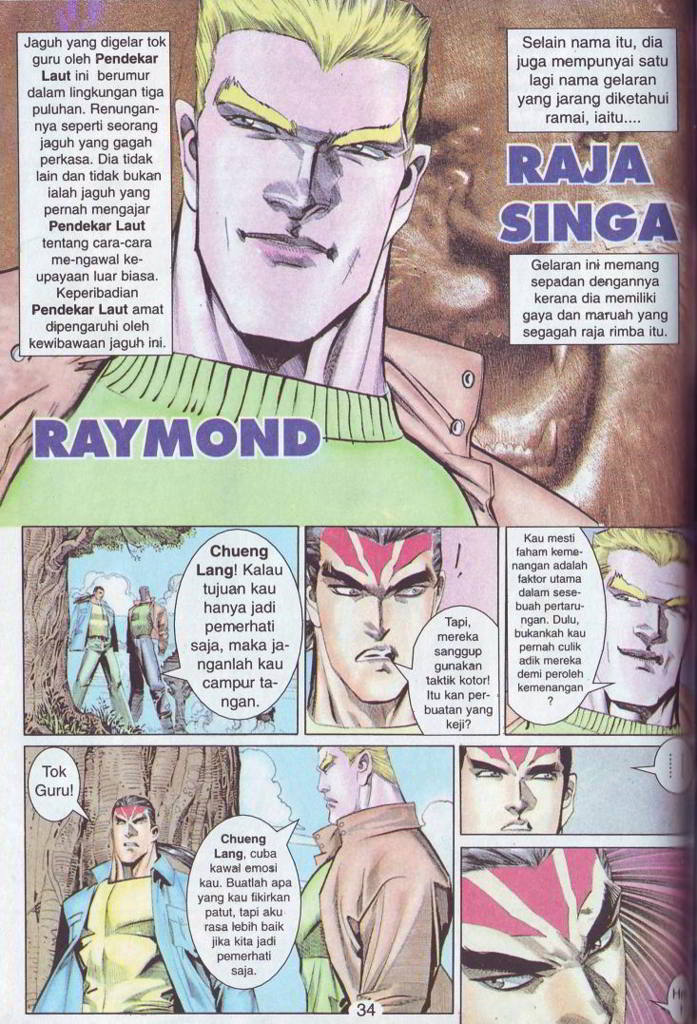 Jaguh yang digelar tok
guru oleh Pendekar
Laut ini berumur
dalam lingkungan tiga
puluhan. Renungan-
nya seperti seorang
jaguh yang gagah
perkasa. Dia tidak
lain dan tidak bukan
ialah jaguh yang
pernah mengajar
Pendekar Laut
tentang cara-cara
me-ngawal ke-
upayaan luar biasa.
Keperibadian
Pendekar Laut amat
dipengaruhi oleh
kewibawaan jaguh ini.
Selain nama itu, dia
juga mempunyai satu
lagi nama gelaran
yang jarang diketahui
ramai, iaitu....
RAJA
SINGA
Gelaran ini memang
sepadan dengannya
kerana dia memiliki
gaya dan maruah yang
segagah raja rimba itu.
RAYMOND
Chueng
Lang! Kalau
tujuan kau
hanya jadi
pemerhati
saja, maka ja-
nganlah kau
campur ta-
ngan.
!
Tapi,
mereka
sanggup
gunakan
taktik kotor!
Itu kan per-
buatan yang
keji?
Kau mesti
faham keme-
nangan adalah
faktor utama
dalam sese-
buah pertaru-
ngan. Dulu,
bukankah kau
pernah culik
adik mereka
demi peroleh
kemenangan
?
Tok
Guru!
Chueng
Lang, cuba
kawal emosi
kau. Buatlah apa
yang kau fikirkan
patut, tapi aku
rasa lebih baik
jika kita jadi
pemerhati
saja.
34